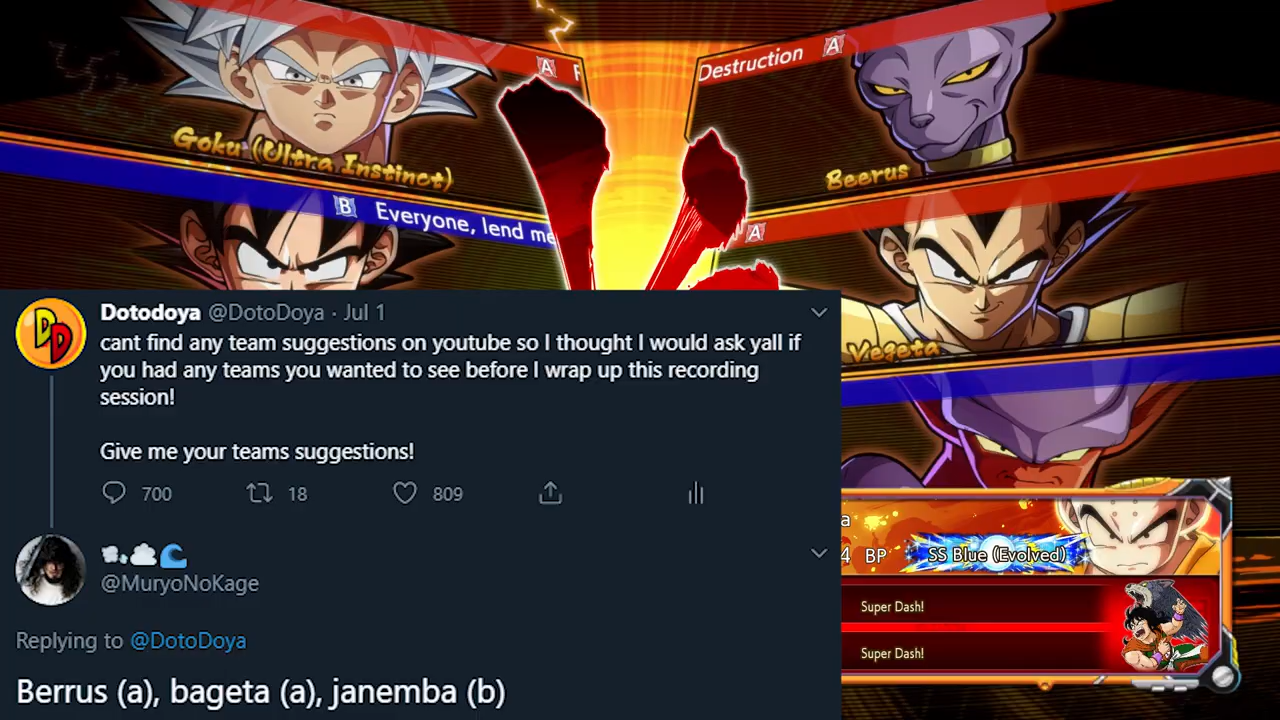 A F
Destruction A
Goku (Ultra Instinct)
Beerus
B Everyone, lend me
A
Vegeta
DD
Dotodoya @DotoDoya · Jul 1
cant find any team suggestions on youtube so I thought I would ask yall if
you had any teams you wanted to see before I wrap up this recording
session!
Give me your teams suggestions!
700 18 809
@MuryoNoKage
Replying to @DotoDoya
Berrus (a), bageta (a), janemba (b)
a
4 BP SS Blue (Evolved)
Super Dash!
Super Dash!